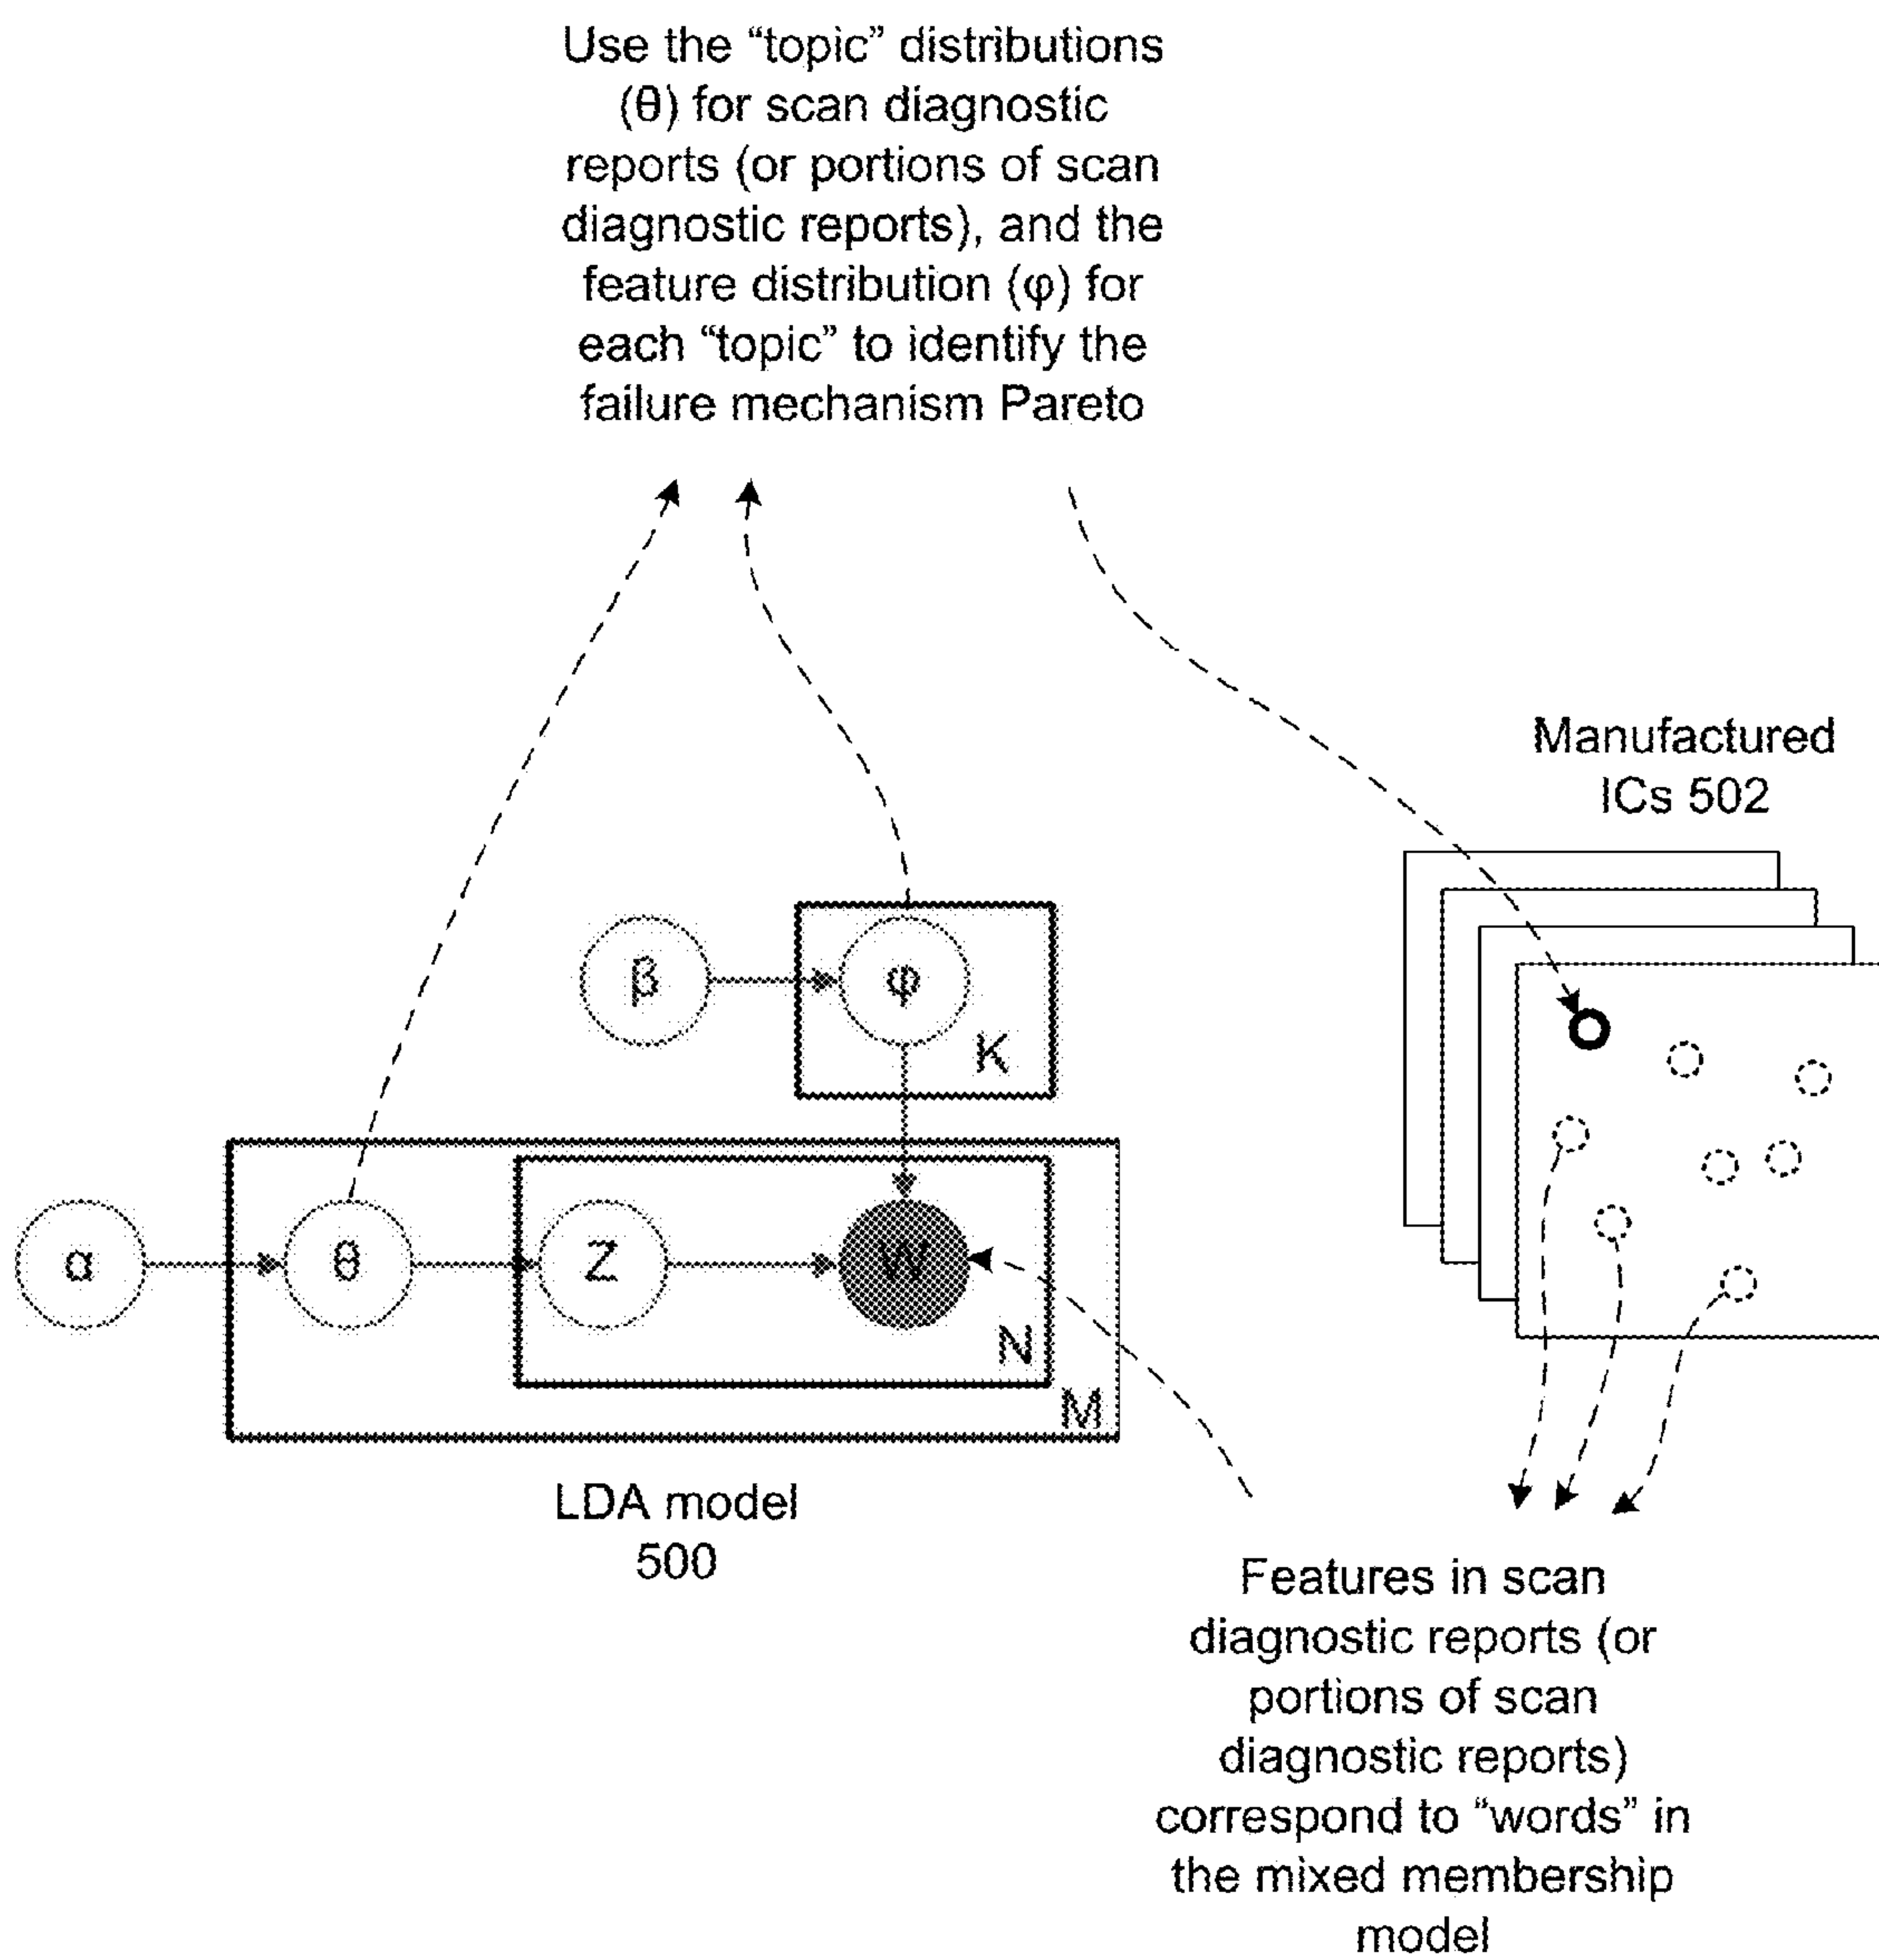 Use the “topic” distributions
(θ) for scan diagnostic
reports (or portions of scan
diagnostic reports), and the
feature distribution (φ) for
each “topic” to identify the
failure mechanism Pareto
Manufactured
ICs 502
β
φ
K
α
θ
Z
W
N
M
LDA model
500
Features in scan
diagnostic reports (or
portions of scan
diagnostic reports)
correspond to “words” in
the mixed membership
model